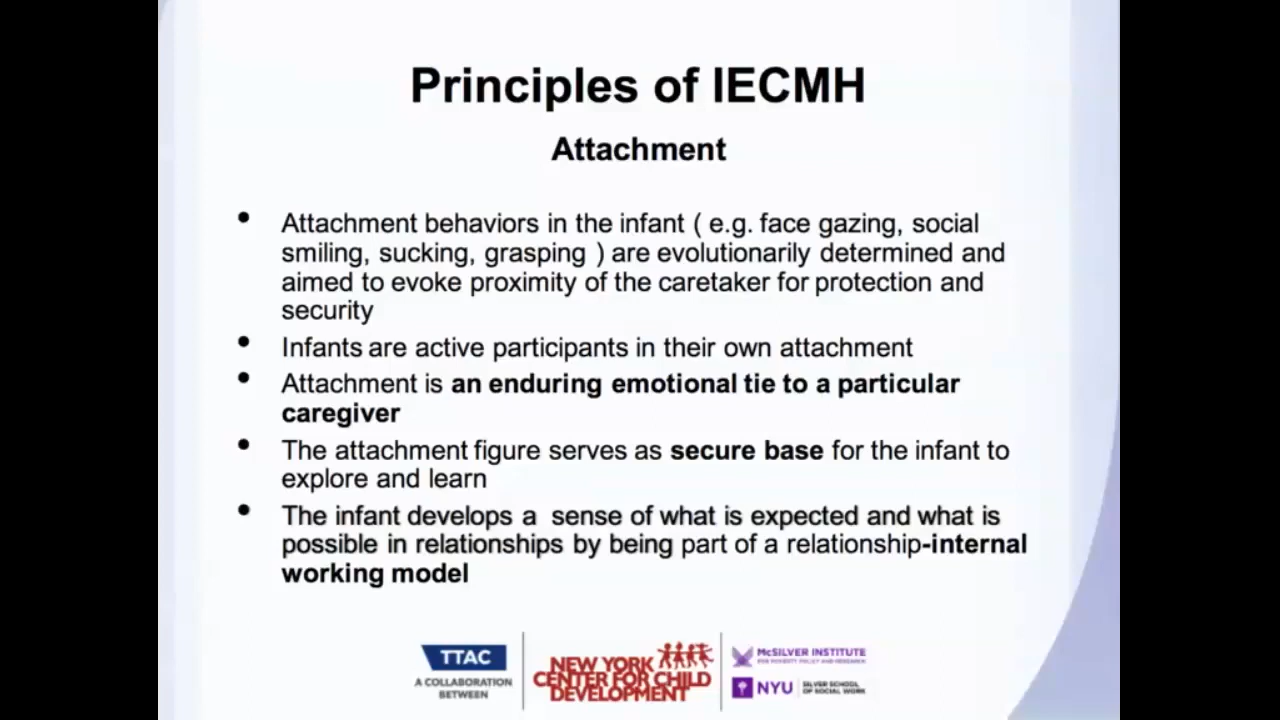 Principles of IECMH
Attachment
• Attachment behaviors in the infant ( e.g. face gazing, social
smiling, sucking, grasping ) are evolutionarily determined and
aimed to evoke proximity of the caretaker for protection and
security
• Infants are active participants in their own attachment
• Attachment is an enduring emotional tie to a particular
caregiver
• The attachment figure serves as secure base for the infant to
explore and learn
• The infant develops a sense of what is expected and what is
possible in relationships by being part of a relationship-internal
working model
TTAC
A COLLABORATION
BETWEEN
NEW YORK
CENTER FOR CHILD
DEVELOPMENT
McSILVER INSTITUTE
FOR POVERTY POLICY AND RESEARCH
NYU
SILVER SCHOOL
OF SOCIAL WORK